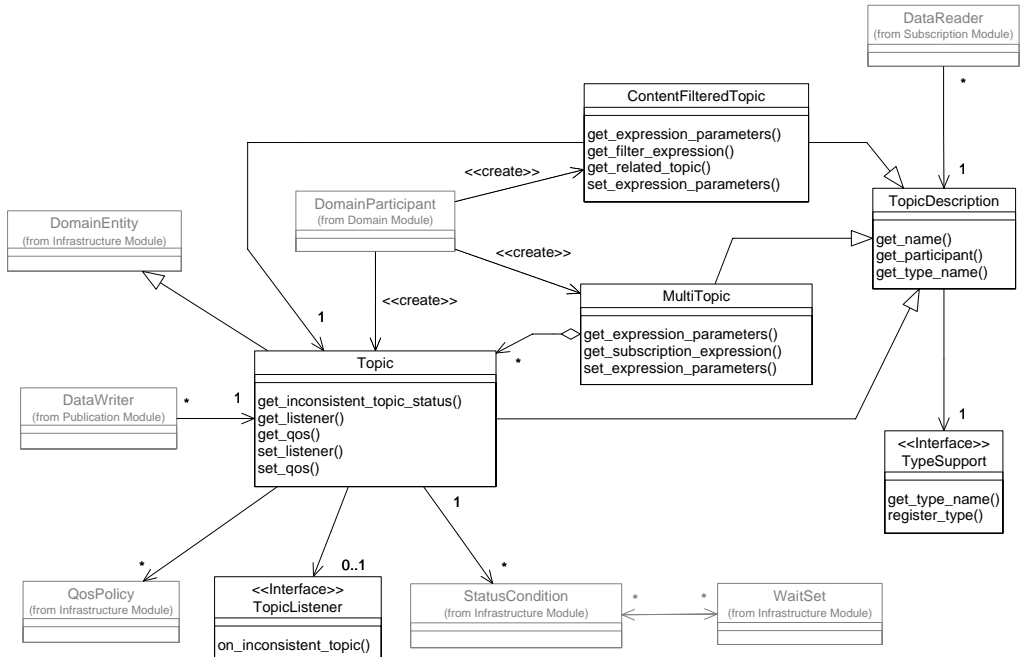 DataReader
(from Subscription Module)
*
1
ContentFilteredTopic
get_expression_parameters()
get_filter_expression()
get_related_topic()
set_expression_parameters()
<<create>>
DomainParticipant
(from Domain Module)
TopicDescription
get_name()
get_participant()
get_type_name()
DomainEntity
(from Infrastructure Module)
<<create>>
<<create>>
MultiTopic
get_expression_parameters()
get_subscription_expression()
set_expression_parameters()
1
*
Topic
get_inconsistent_topic_status()
get_listener()
get_qos()
set_listener()
set_qos()
DataWriter
(from Publication Module)
*
1
1
<<Interface>>
TypeSupport
get_type_name()
register_type()
1
*
0..1
*
QosPolicy
(from Infrastructure Module)
<<Interface>>
TopicListener
on_inconsistent_topic()
StatusCondition
(from Infrastructure Module)
*
*
WaitSet
(from Infrastructure Module)